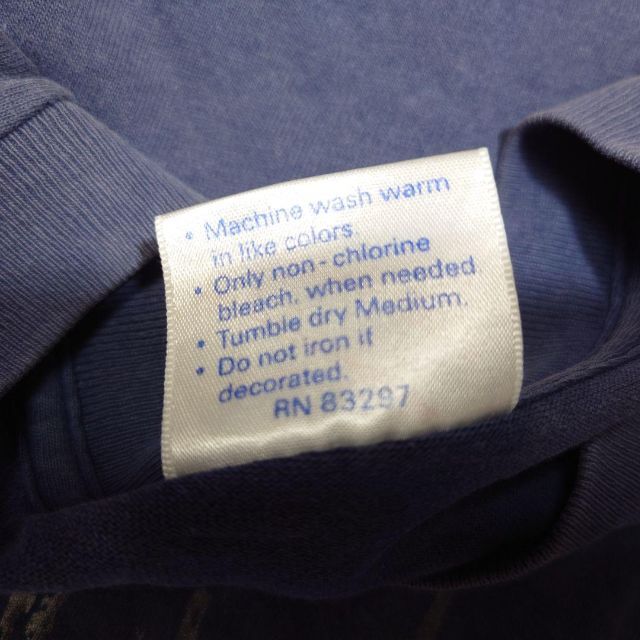 • Machine wash warm
in like colors.
• Only non-chlorine
bleach, when needed.
• Tumble dry Medium.
• Do not iron if
decorated.
RN 83297